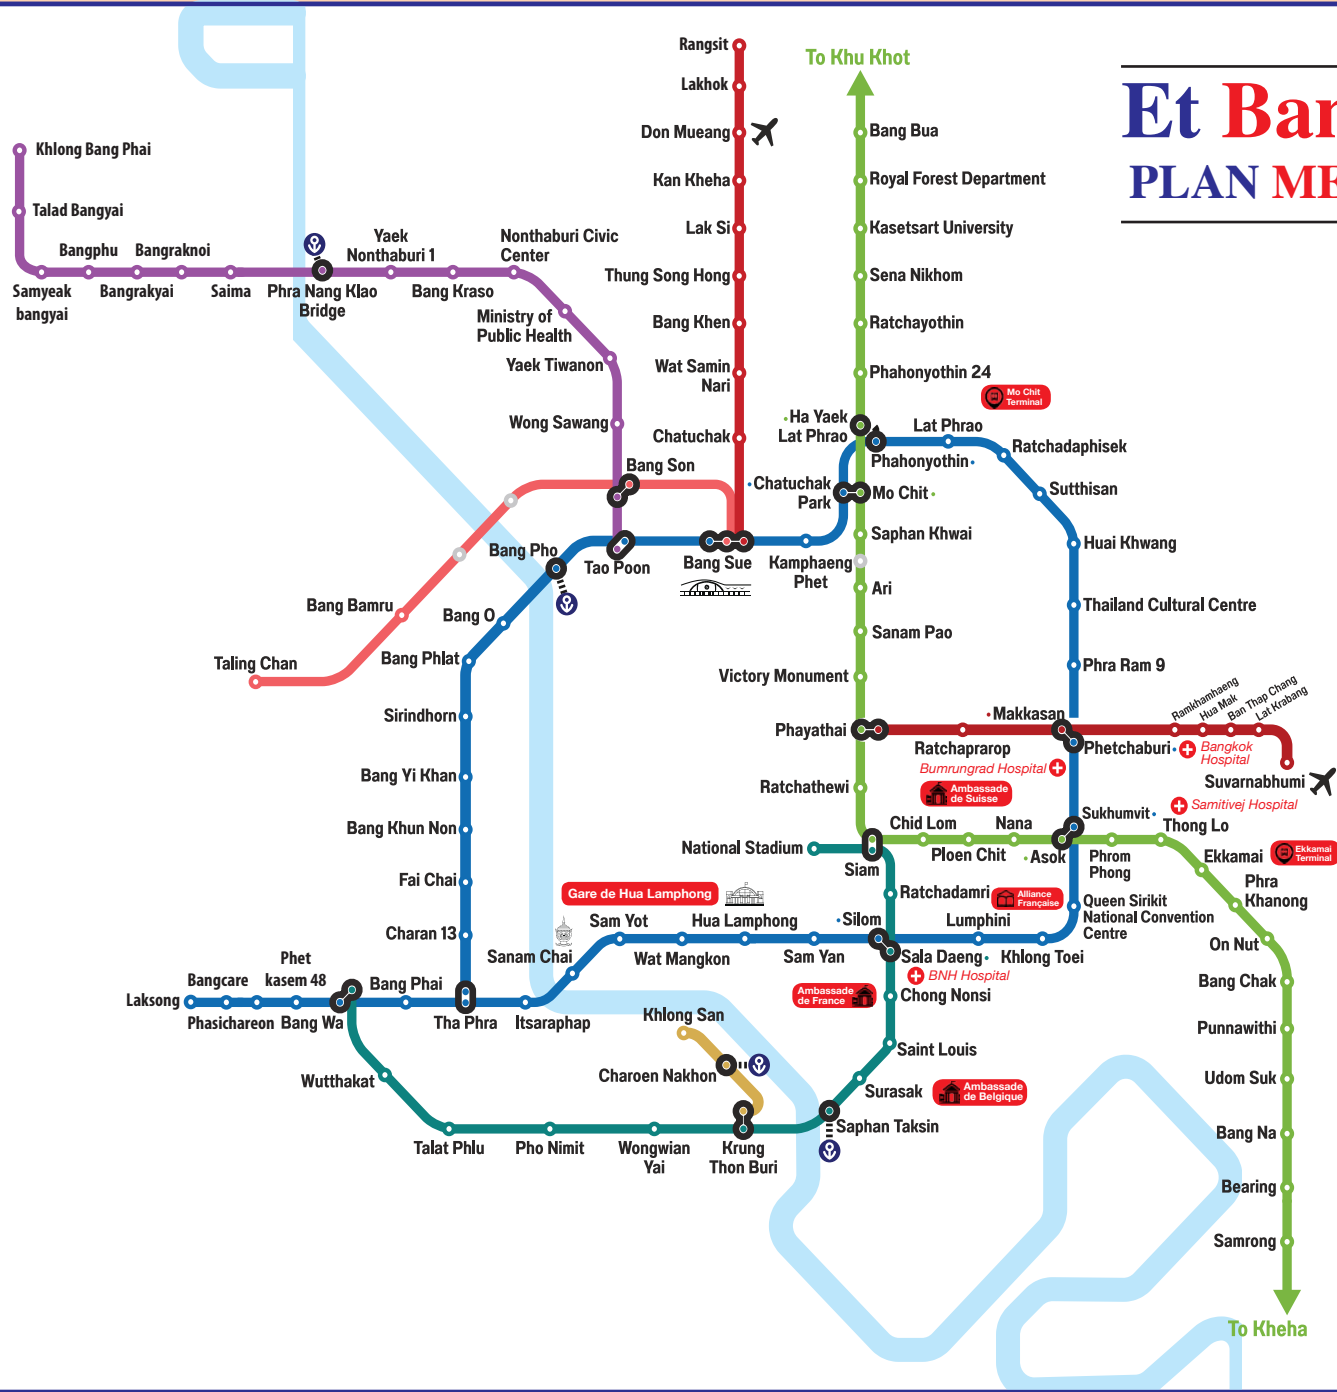 Et Ban
PLAN ME
To Khu Khot
Rangsit
Lakhok
Don Mueang
Kan Kheha
Lak Si
Thung Song Hong
Bang Khen
Wat Samin
Nari
Chatuchak
Bang Bua
Royal Forest Department
Kasetsart University
Sena Nikhom
Ratchayothin
Phahonyothin 24
Mo Chit
Terminal
Ha Yaek
Lat Phrao
Lat Phrao
Phahonyothin
Ratchadaphisek
Sutthisan
Huai Khwang
Thailand Cultural Centre
Phra Ram 9
Chatuchak
Park
Mo Chit
Saphan Khwai
Ari
Sanam Pao
Victory Monument
Phayathai
Ratchathewi
Khlong Bang Phai
Talad Bangyai
Samyeak
bangyai
Bangphu
Bangrakyai
Bangraknoi
Saima
Phra Nang Klao
Bridge
Yaek
Nonthaburi 1
Bang Kraso
Nonthaburi Civic
Center
Ministry of
Public Health
Yaek Tiwanon
Wong Sawang
Bang Son
Bang Pho
Tao Poon
Bang Sue
Kamphaeng
Phet
Bang Bamru
Taling Chan
Bang O
Bang Phlat
Sirindhorn
Bang Yi Khan
Bang Khun Non
Fai Chai
Charan 13
Makkasan
Ratchaprarop
Phetchaburi
Ramkhamhaeng
Hua Mak
Ban Thap Chang
Lat Krabang
Suvarnabhumi
Bangkok
Hospital
Bumrungrad Hospital
Samitivej Hospital
Ambassade
de Suisse
Sukhumvit
Thong Lo
National Stadium
Siam
Chid Lom
Ploen Chit
Nana
Asok
Phrom
Phong
Ekkamai
Ekkamai
Terminal
Phra
Khanong
On Nut
Bang Chak
Punnawithi
Udom Suk
Bang Na
Bearing
Samrong
To Kheha
Ratchadamri
Alliance
Française
Queen Sirikit
National Convention
Centre
Gare de Hua Lamphong
Sam Yot
Hua Lamphong
Silom
Lumphini
Sanam Chai
Wat Mangkon
Sam Yan
Sala Daeng
Khlong Toei
BNH Hospital
Ambassade
de France
Chong Nonsi
Saint Louis
Surasak
Ambassade
de Belgique
Saphan Taksin
Laksong
Bangcare
Phasichareon
Phet
kasem 48
Bang Wa
Bang Phai
Tha Phra
Itsaraphap
Khlong San
Charoen Nakhon
Wutthakat
Talat Phlu
Pho Nimit
Wongwian
Yai
Krung
Thon Buri